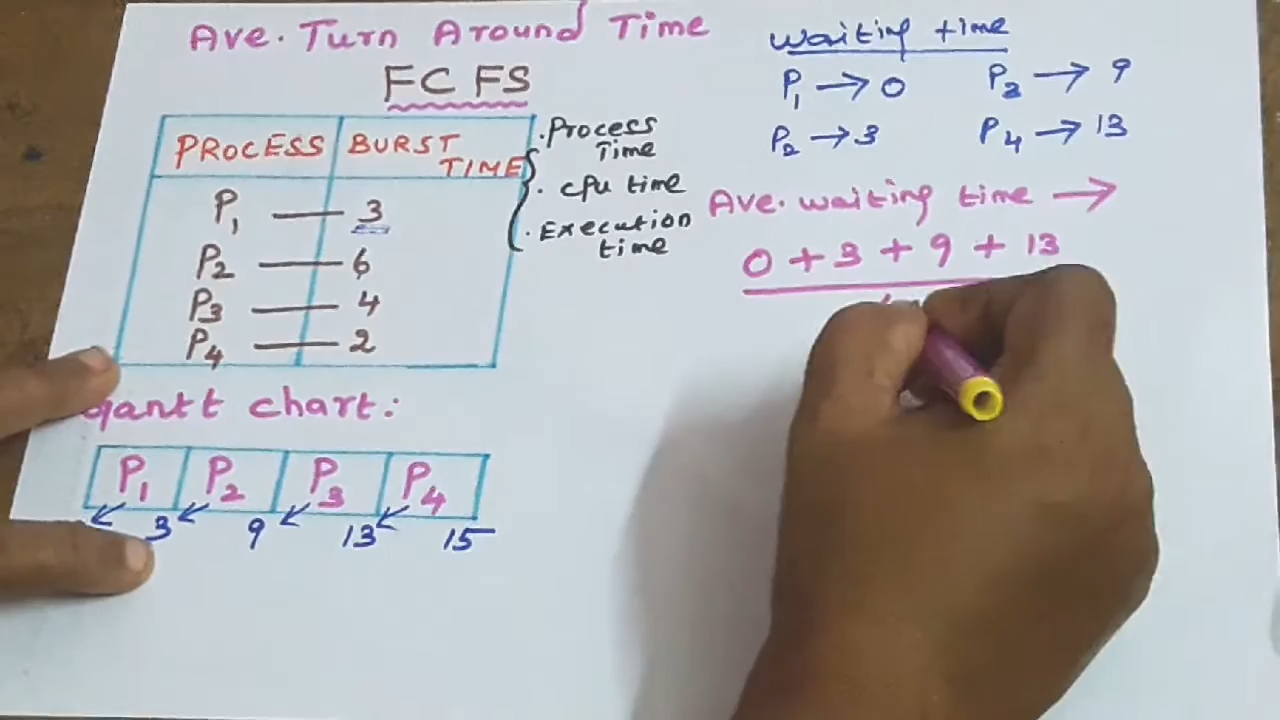 Ave. Turn Around Time
FCFS
PROCESS BURST TIME
P1 — 3
P2 — 6
P3 — 4
P4 — 2
. Process Time
. cpu time
. Execution time
Gantt chart:
P1 P2 P3 P4
3 9 13 15
waiting time
P1 → 0 P3 → 9
P2 → 3 P4 → 13
Ave. waiting time →
0 + 3 + 9 + 13